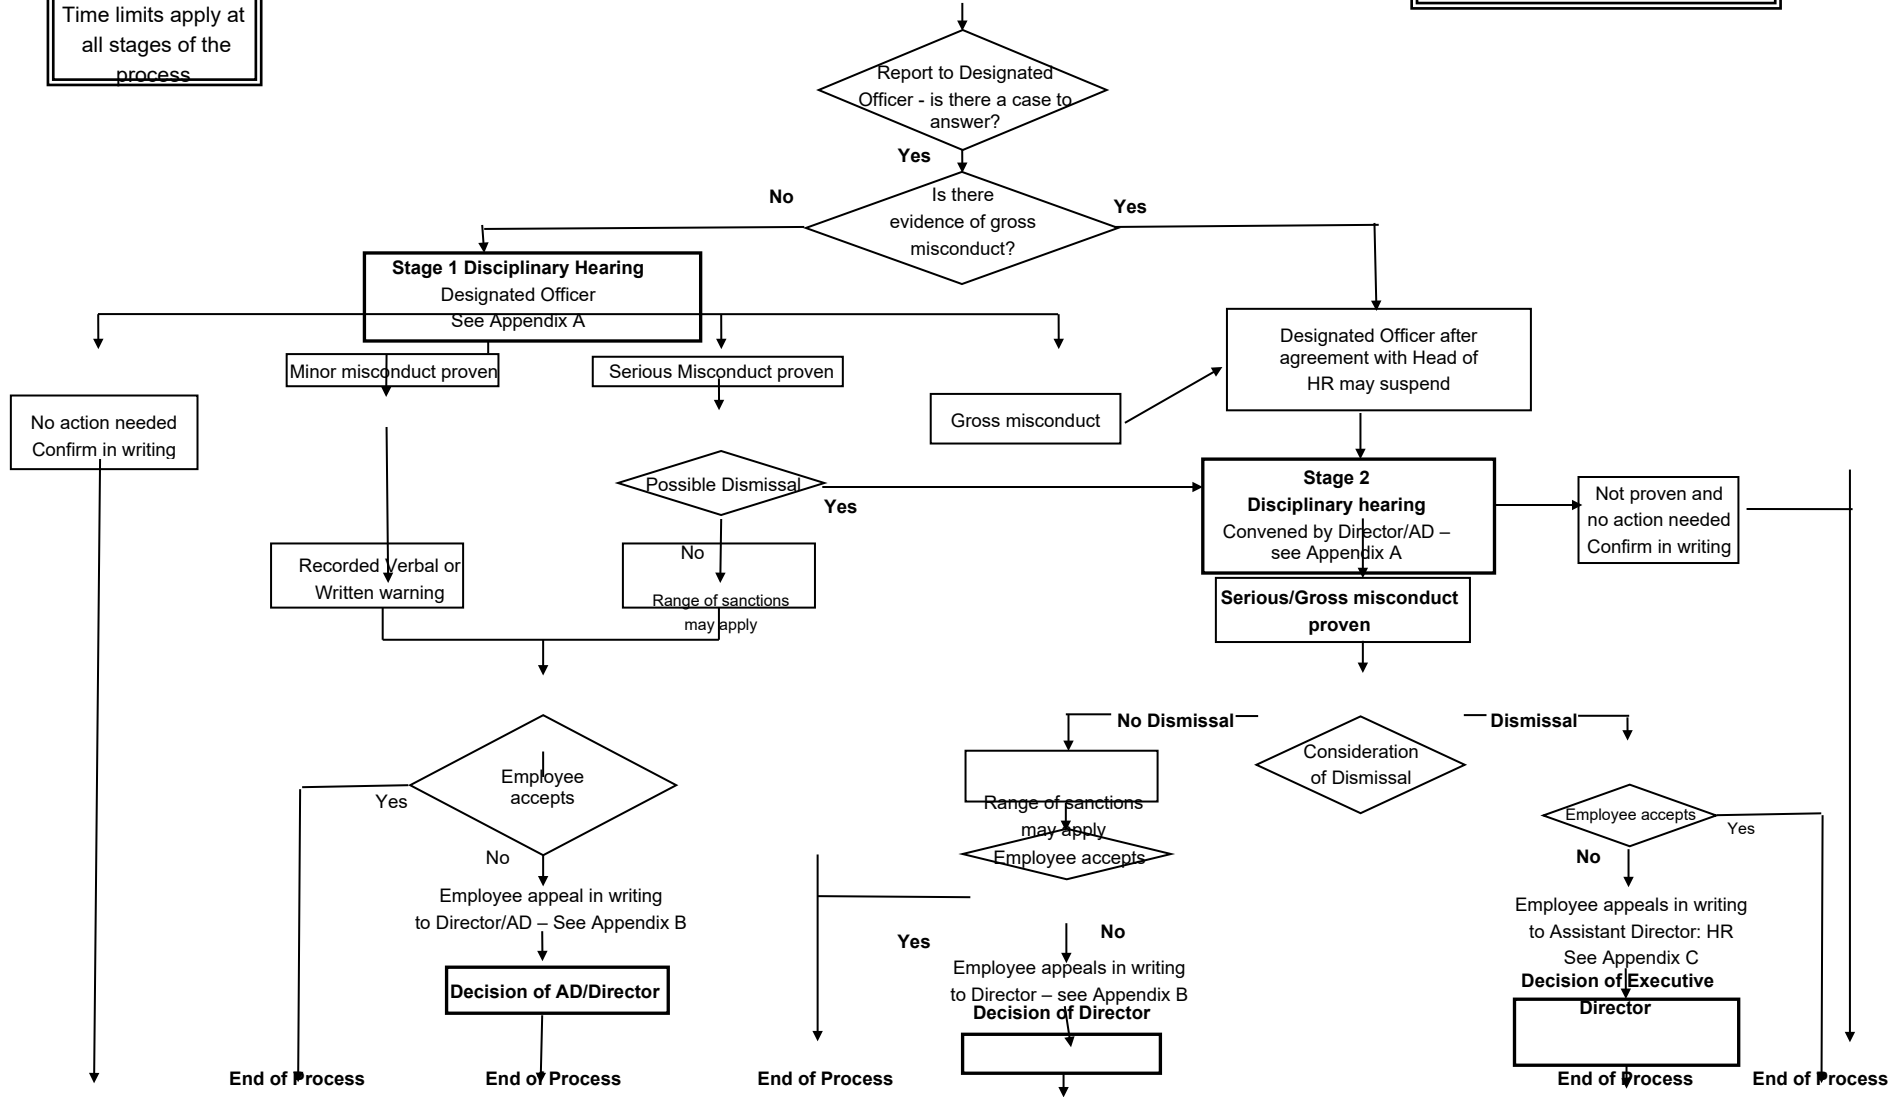 Time limits apply at
all stages of the
process
Report to Designated
Officer - is there a case to
answer?
Yes
No
Is there
evidence of gross
misconduct?
Yes
Stage 1 Disciplinary Hearing
Designated Officer
See Appendix A
Designated Officer after
agreement with Head of
HR may suspend
Minor misconduct proven
Serious Misconduct proven
No action needed
Confirm in writing
Gross misconduct
Possible Dismissal
Yes
Stage 2
Disciplinary hearing
Convened by Director/AD –
see Appendix A
Not proven and
no action needed
Confirm in writing
No
Recorded Verbal or
Written warning
Range of sanctions
may apply
Serious/Gross misconduct
proven
No Dismissal
Dismissal
Consideration
of Dismissal
Employee
accepts
Yes
No
Range of sanctions
may apply
Employee accepts
Employee accepts
Yes
No
Employee appeal in writing
to Director/AD – See Appendix B
Yes
No
Employee appeals in writing
to Director – see Appendix B
Decision of Director
Employee appeals in writing
to Assistant Director: HR
See Appendix C
Decision of Executive
Director
Decision of AD/Director
End of Process
End of Process
End of Process
End of Process
End of Process